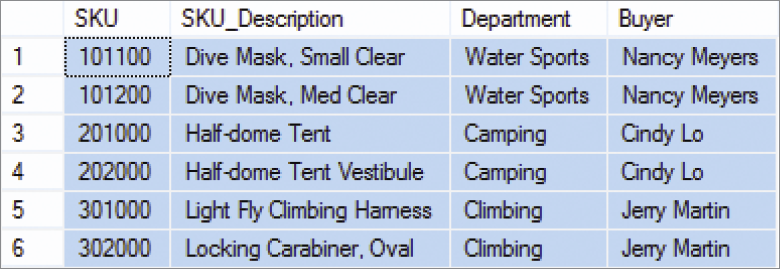 SKU SKU_Description Department Buyer
1 101100 Dive Mask, Small Clear Water Sports Nancy Meyers
2 101200 Dive Mask, Med Clear Water Sports Nancy Meyers
3 201000 Half-dome Tent Camping Cindy Lo
4 202000 Half-dome Tent Vestibule Camping Cindy Lo
5 301000 Light Fly Climbing Harness Climbing Jerry Martin
6 302000 Locking Carabiner, Oval Climbing Jerry Martin